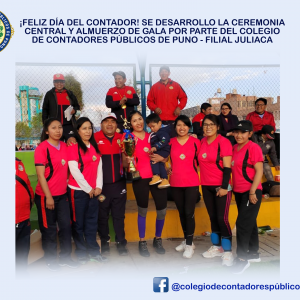 ¡FELIZ DÍA DEL CONTADOR! SE DESARROLLO LA CEREMONIA
CENTRAL Y ALMUERZO DE GALA POR PARTE DEL COLEGIO
DE CONTADORES PÚBLICOS DE PUNO - FILIAL JULIACA
@colegiodecontadorespúblico